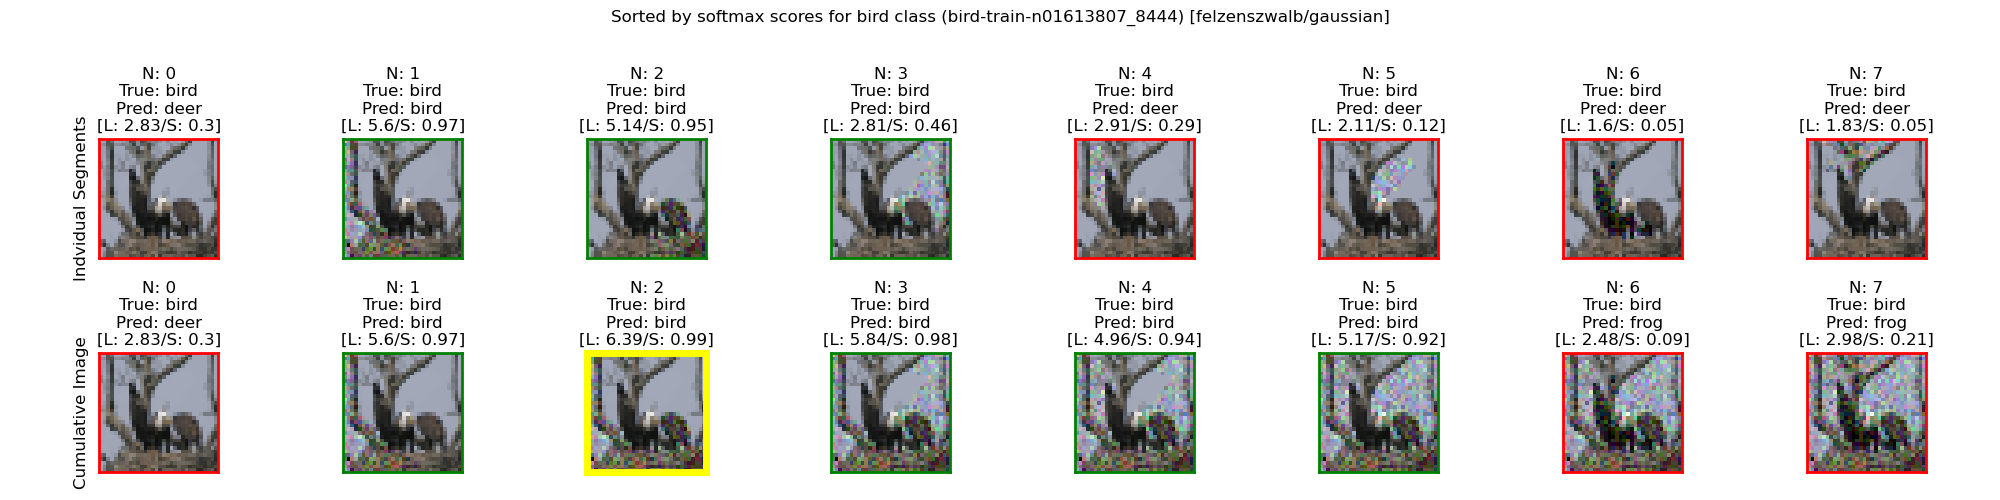 Sorted by softmax scores for bird class (bird-train-n01613807_8444) [felzenszwalb/gaussian]
Indvidual Segments
N: 0
True: bird
Pred: deer
[L: 2.83/S: 0.3]
N: 1
True: bird
Pred: bird
[L: 5.6/S: 0.97]
N: 2
True: bird
Pred: bird
[L: 5.14/S: 0.95]
N: 3
True: bird
Pred: bird
[L: 2.81/S: 0.46]
N: 4
True: bird
Pred: deer
[L: 2.91/S: 0.29]
N: 5
True: bird
Pred: deer
[L: 2.11/S: 0.12]
N: 6
True: bird
Pred: deer
[L: 1.6/S: 0.05]
N: 7
True: bird
Pred: deer
[L: 1.83/S: 0.05]
Cumulative Image
N: 0
True: bird
Pred: deer
[L: 2.83/S: 0.3]
N: 1
True: bird
Pred: bird
[L: 5.6/S: 0.97]
N: 2
True: bird
Pred: bird
[L: 6.39/S: 0.99]
N: 3
True: bird
Pred: bird
[L: 5.84/S: 0.98]
N: 4
True: bird
Pred: bird
[L: 4.96/S: 0.94]
N: 5
True: bird
Pred: bird
[L: 5.17/S: 0.92]
N: 6
True: bird
Pred: frog
[L: 2.48/S: 0.09]
N: 7
True: bird
Pred: frog
[L: 2.98/S: 0.21]